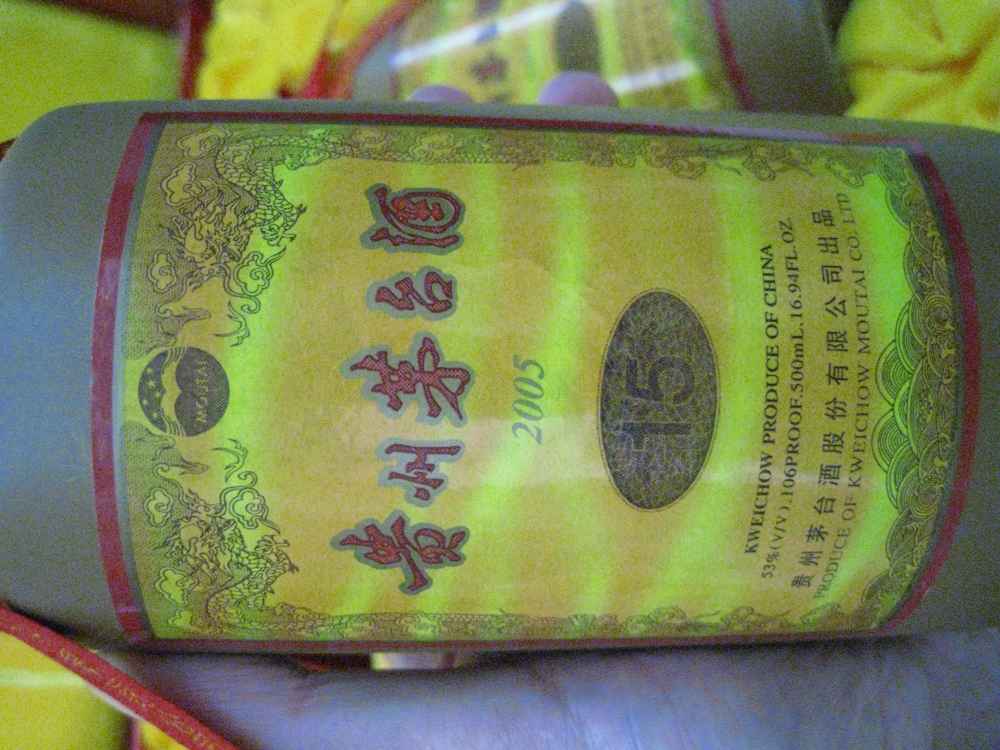 MOUTAI
贵州茅台酒
2005
15
KWEICHOW PRODUCE OF CHINA
53%(V/V).106PROOF.500mL.16.94FL.OZ
贵州茅台酒股份有限公司出品
PRODUCE OF KWEICHOW MOUTAI CO., LTD